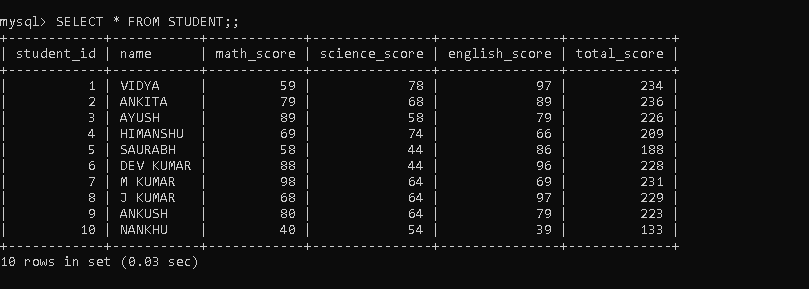 mysql> SELECT * FROM STUDENT;;
+------------+-----------+------------+---------------+---------------+-------------+
| student_id | name      | math_score | science_score | english_score | total_score |
+------------+-----------+------------+---------------+---------------+-------------+
|          1 | VIDYA     |         59 |            78 |            97 |         234 |
|          2 | ANKITA    |         79 |            68 |            89 |         236 |
|          3 | AYUSH     |         89 |            58 |            79 |         226 |
|          4 | HIMANSHU  |         69 |            74 |            66 |         209 |
|          5 | SAURABH   |         58 |            44 |            86 |         188 |
|          6 | DEV KUMAR |         88 |            44 |            96 |         228 |
|          7 | M KUMAR   |         98 |            64 |            69 |         231 |
|          8 | J KUMAR   |         68 |            64 |            97 |         229 |
|          9 | ANKUSH    |         80 |            64 |            79 |         223 |
|         10 | NANKHU    |         40 |            54 |            39 |         133 |
+------------+-----------+------------+---------------+---------------+-------------+
10 rows in set (0.03 sec)